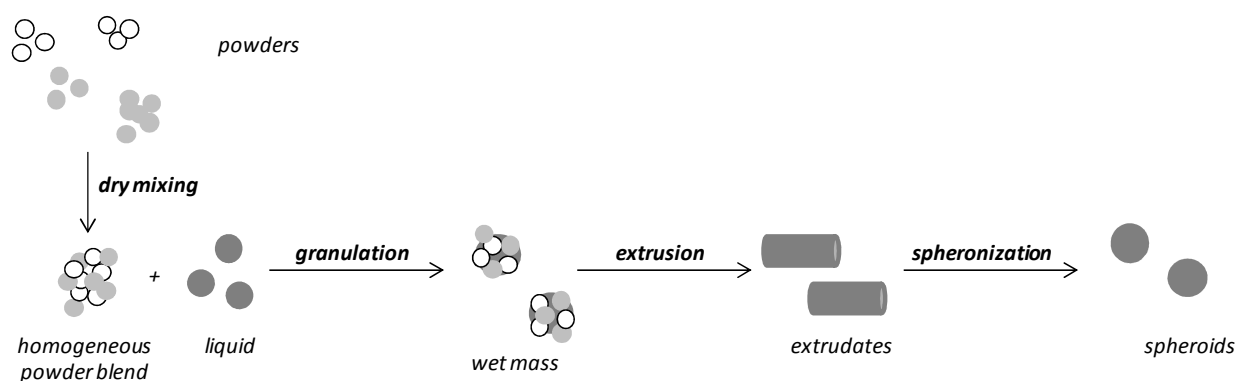 powders
dry mixing
granulation
extrusion
spheronization
+
homogeneous
powder blend
liquid
wet mass
extrudates
spheroids